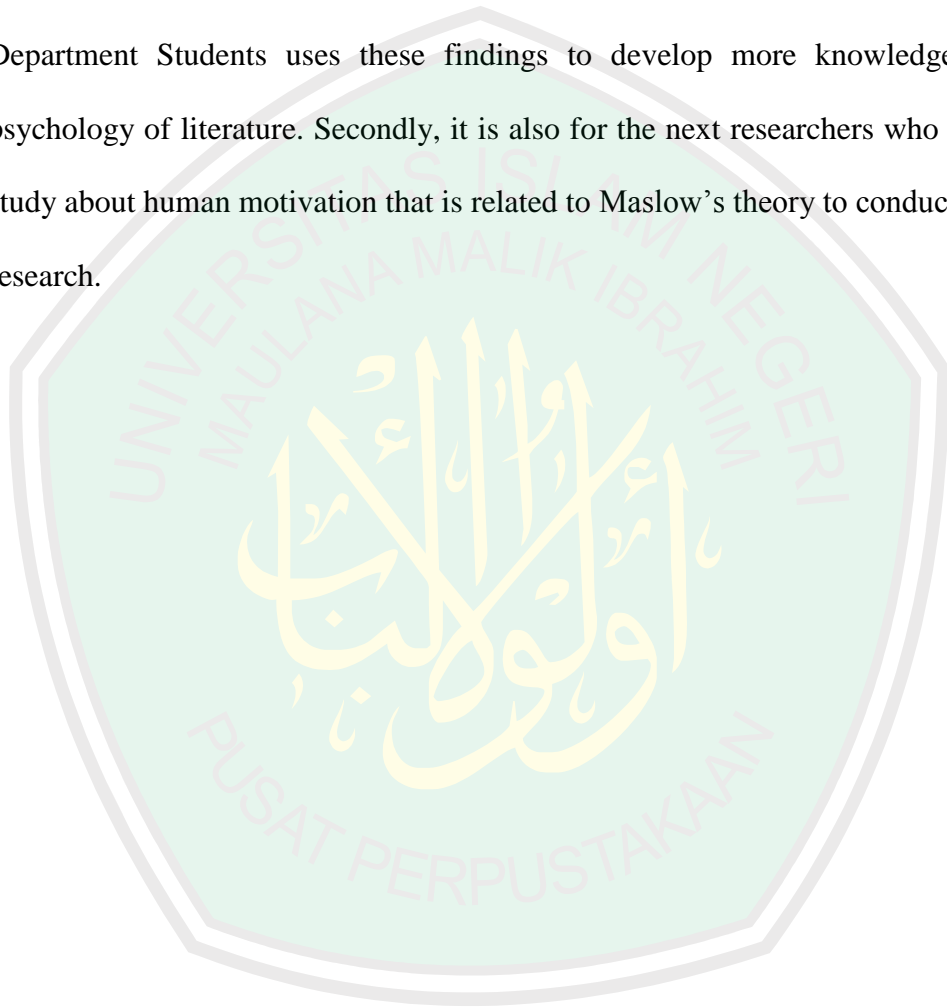 Department Students uses these findings to develop more knowledge
psychology of literature. Secondly, it is also for the next researchers who
study about human motivation that is related to Maslow's theory to conduc
research.
UNIVERSITAS ISLAM NEGERI
MAULANA MALIK IBRAHIM
أولوا الألباب
PUSAT PERPUSTAKAAN